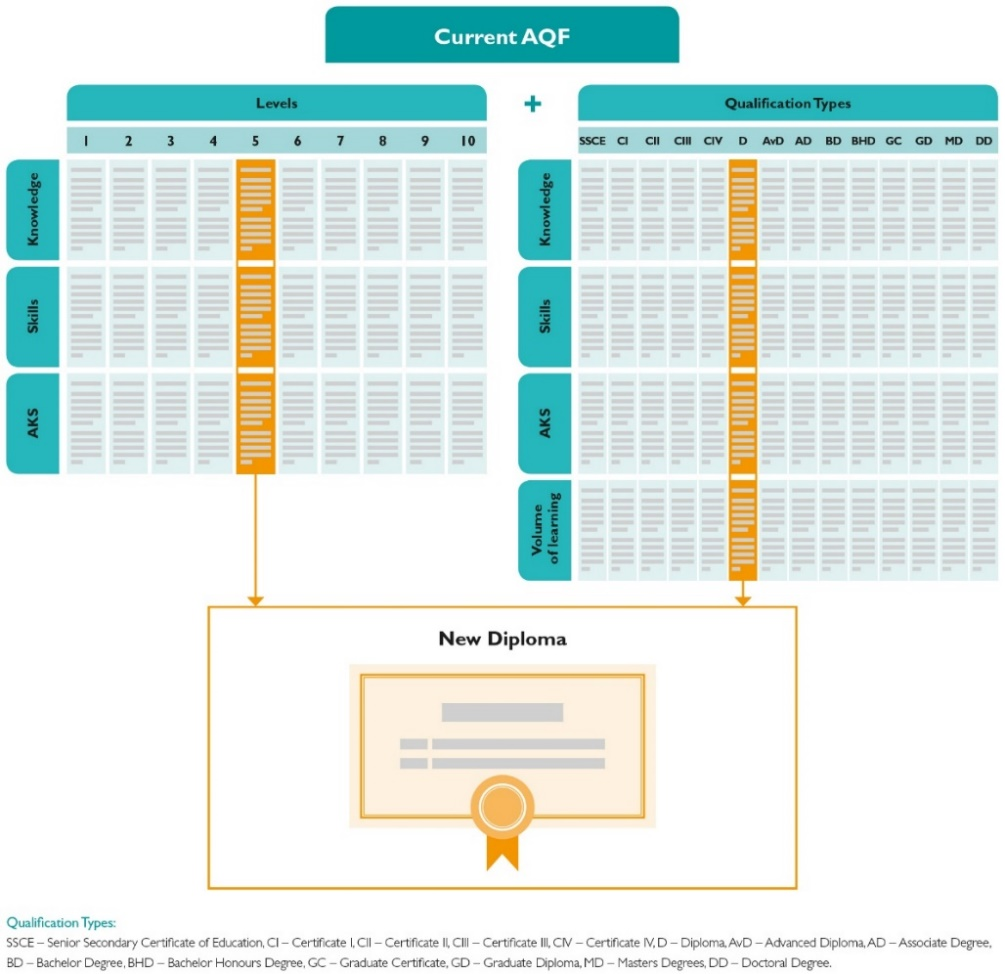 Current AQF
Levels
+
Qualification Types
1 2 3 4 5 6 7 8 9 10
SSCE CI CII CIII CIV D AvD AD BD BHD GC GD MD DD
Knowledge
Skills
AKS
Knowledge
Skills
AKS
Volume
of learning
New Diploma
Qualification Types:
SSCE – Senior Secondary Certificate of Education, CI – Certificate I, CII – Certificate II, CIII – Certificate III, CIV – Certificate IV, D – Diploma, AvD – Advanced Diploma, AD – Associate Degree,
BD – Bachelor Degree, BHD – Bachelor Honours Degree, GC – Graduate Certificate, GD – Graduate Diploma, MD – Masters Degrees, DD – Doctoral Degree.